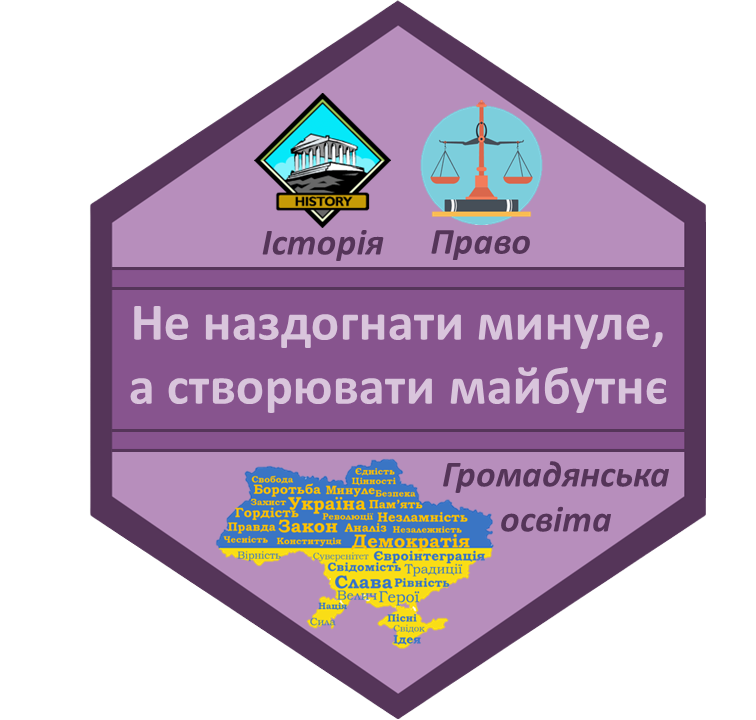 HISTORY
Історія
Право
Не наздогнати минуле,
а створювати майбутнє
Громадянська
освіта
Єдність
Свобода
Цінності
Боротьба Минуле Безпека
Захист Україна Пам'ять
Гордість Революції Незламність
Правда Закон Аналіз Незалежність
Чесність Конституція Демократія
Вірність Суверенітет Євроінтеграція
Свідомість Традиції
Слава Рівність
Велич Герої
Нація
Сила
Пісні
Свідок
Ідея